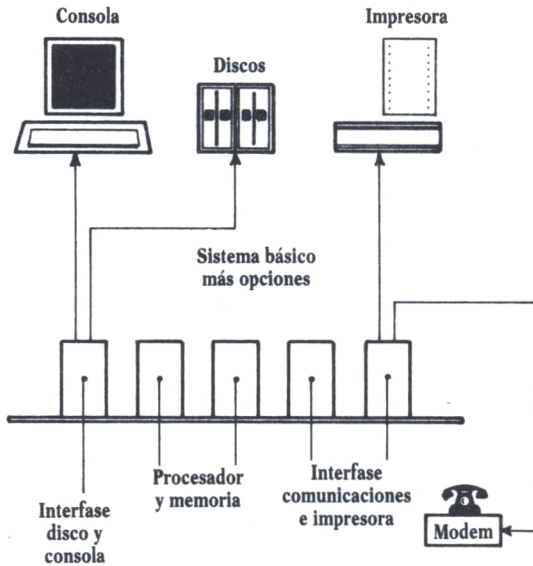 Consola
Impresora
Discos
Sistema básico
más opciones
Procesador
y memoria
Interfase
comunicaciones
e impresora
Interfase
disco y
consola
Modem